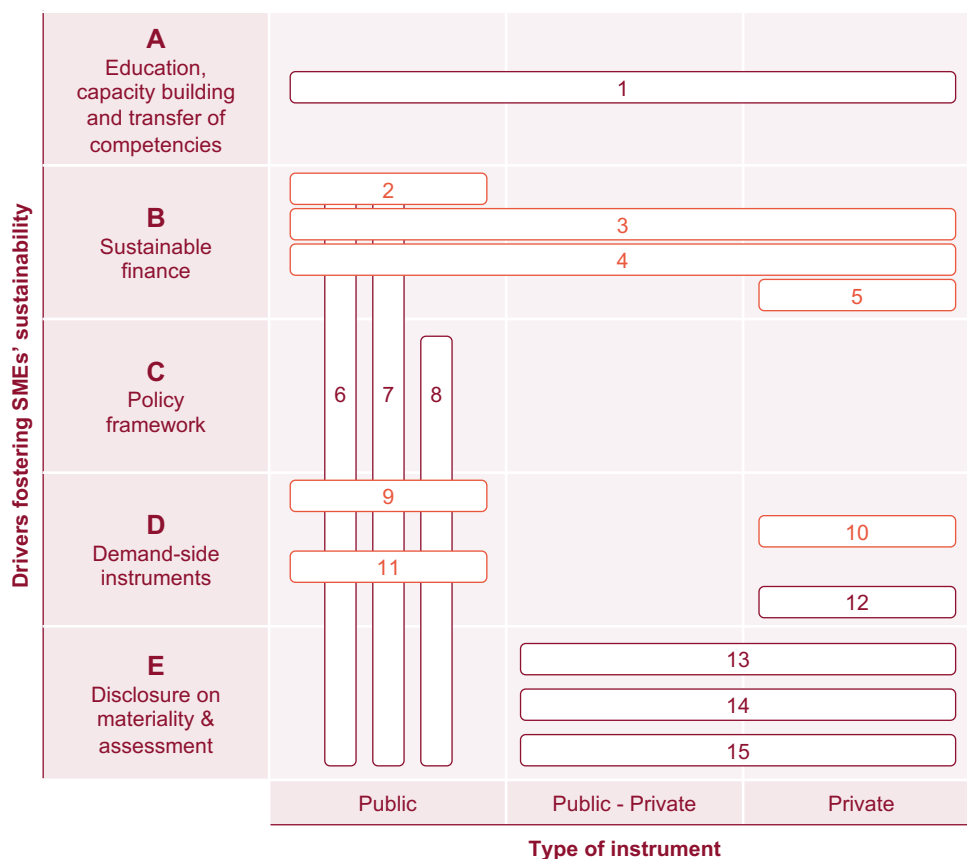 Drivers fostering SMEs’ sustainability
A
Education,
capacity building
and transfer of
competencies
1
B
Sustainable
finance
2
3
4
5
C
Policy
framework
6
7
8
D
Demand-side
instruments
9
10
11
12
E
Disclosure on
materiality &
assessment
13
14
15
Public
Public - Private
Private
Type of instrument